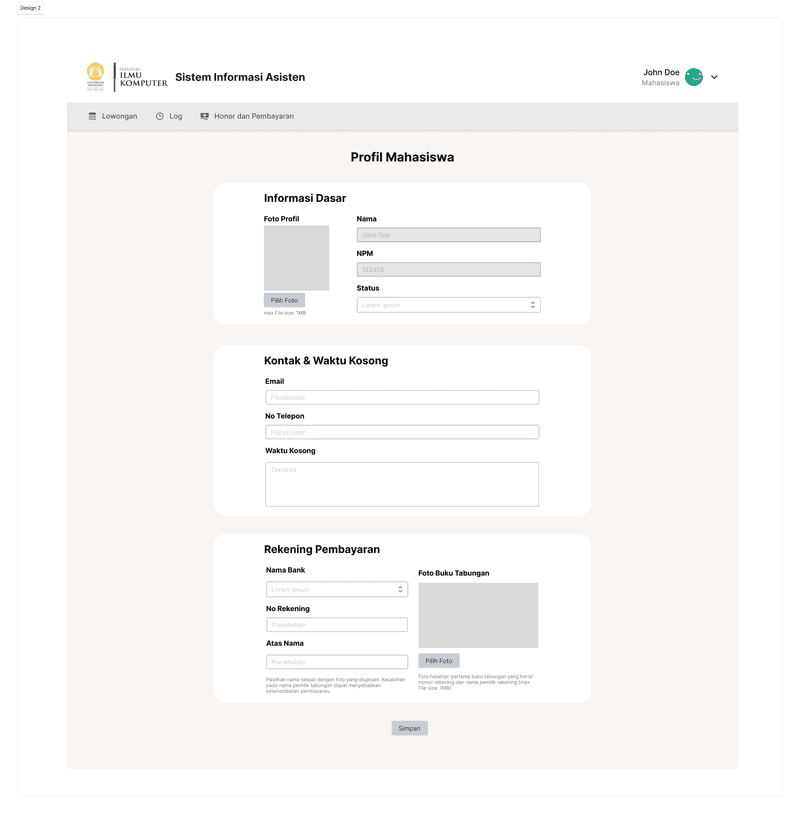 Design 2
FAKULTAS
ILMU
KOMPUTER
Sistem Informasi Asisten
John Doe
Mahasiswa
Lowongan
Log
Honor dan Pembayaran
Profil Mahasiswa
Informasi Dasar
Foto Profil
Nama
John Doe
NPM
123456
Pilih Foto
max File size: 1MB
Status
Lorem ipsum
Kontak & Waktu Kosong
Email
Placeholder
No Telepon
Placeholder
Waktu Kosong
Textarea
Rekening Pembayaran
Nama Bank
Lorem ipsum
No Rekening
Placeholder
Atas Nama
Placeholder
Pastikan nama sesuai dengan foto yang diupload. Kesalahan
pada nama pemilik tabungan dapat menyebabkan
keterlambatan pembayaran.
Foto Buku Tabungan
Pilih Foto
Foto halaman pertama buku tabungan yang berisi
nomor rekening dan nama pemilik rekening (max
File size: 1MB)
Simpan